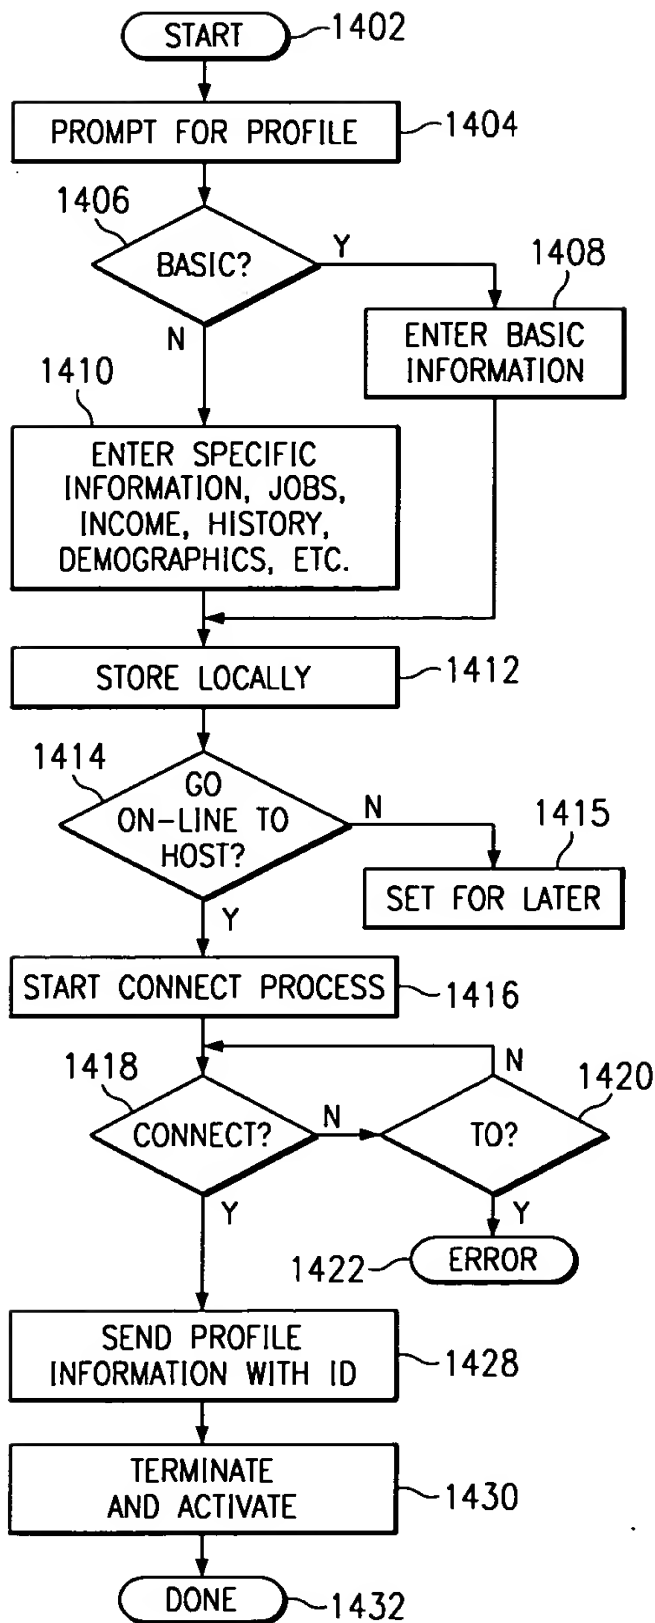 START
1402
PROMPT FOR PROFILE
1404
1406
BASIC?
Y
N
1408
ENTER BASIC
INFORMATION
1410
ENTER SPECIFIC
INFORMATION, JOBS,
INCOME, HISTORY,
DEMOGRAPHICS, ETC.
STORE LOCALLY
1412
1414
GO
ON-LINE TO
HOST?
N
Y
1415
SET FOR LATER
START CONNECT PROCESS
1416
1418
CONNECT?
N
Y
TO?
N
1420
Y
1422
ERROR
SEND PROFILE
INFORMATION WITH ID
1428
TERMINATE
AND ACTIVATE
1430
DONE
1432